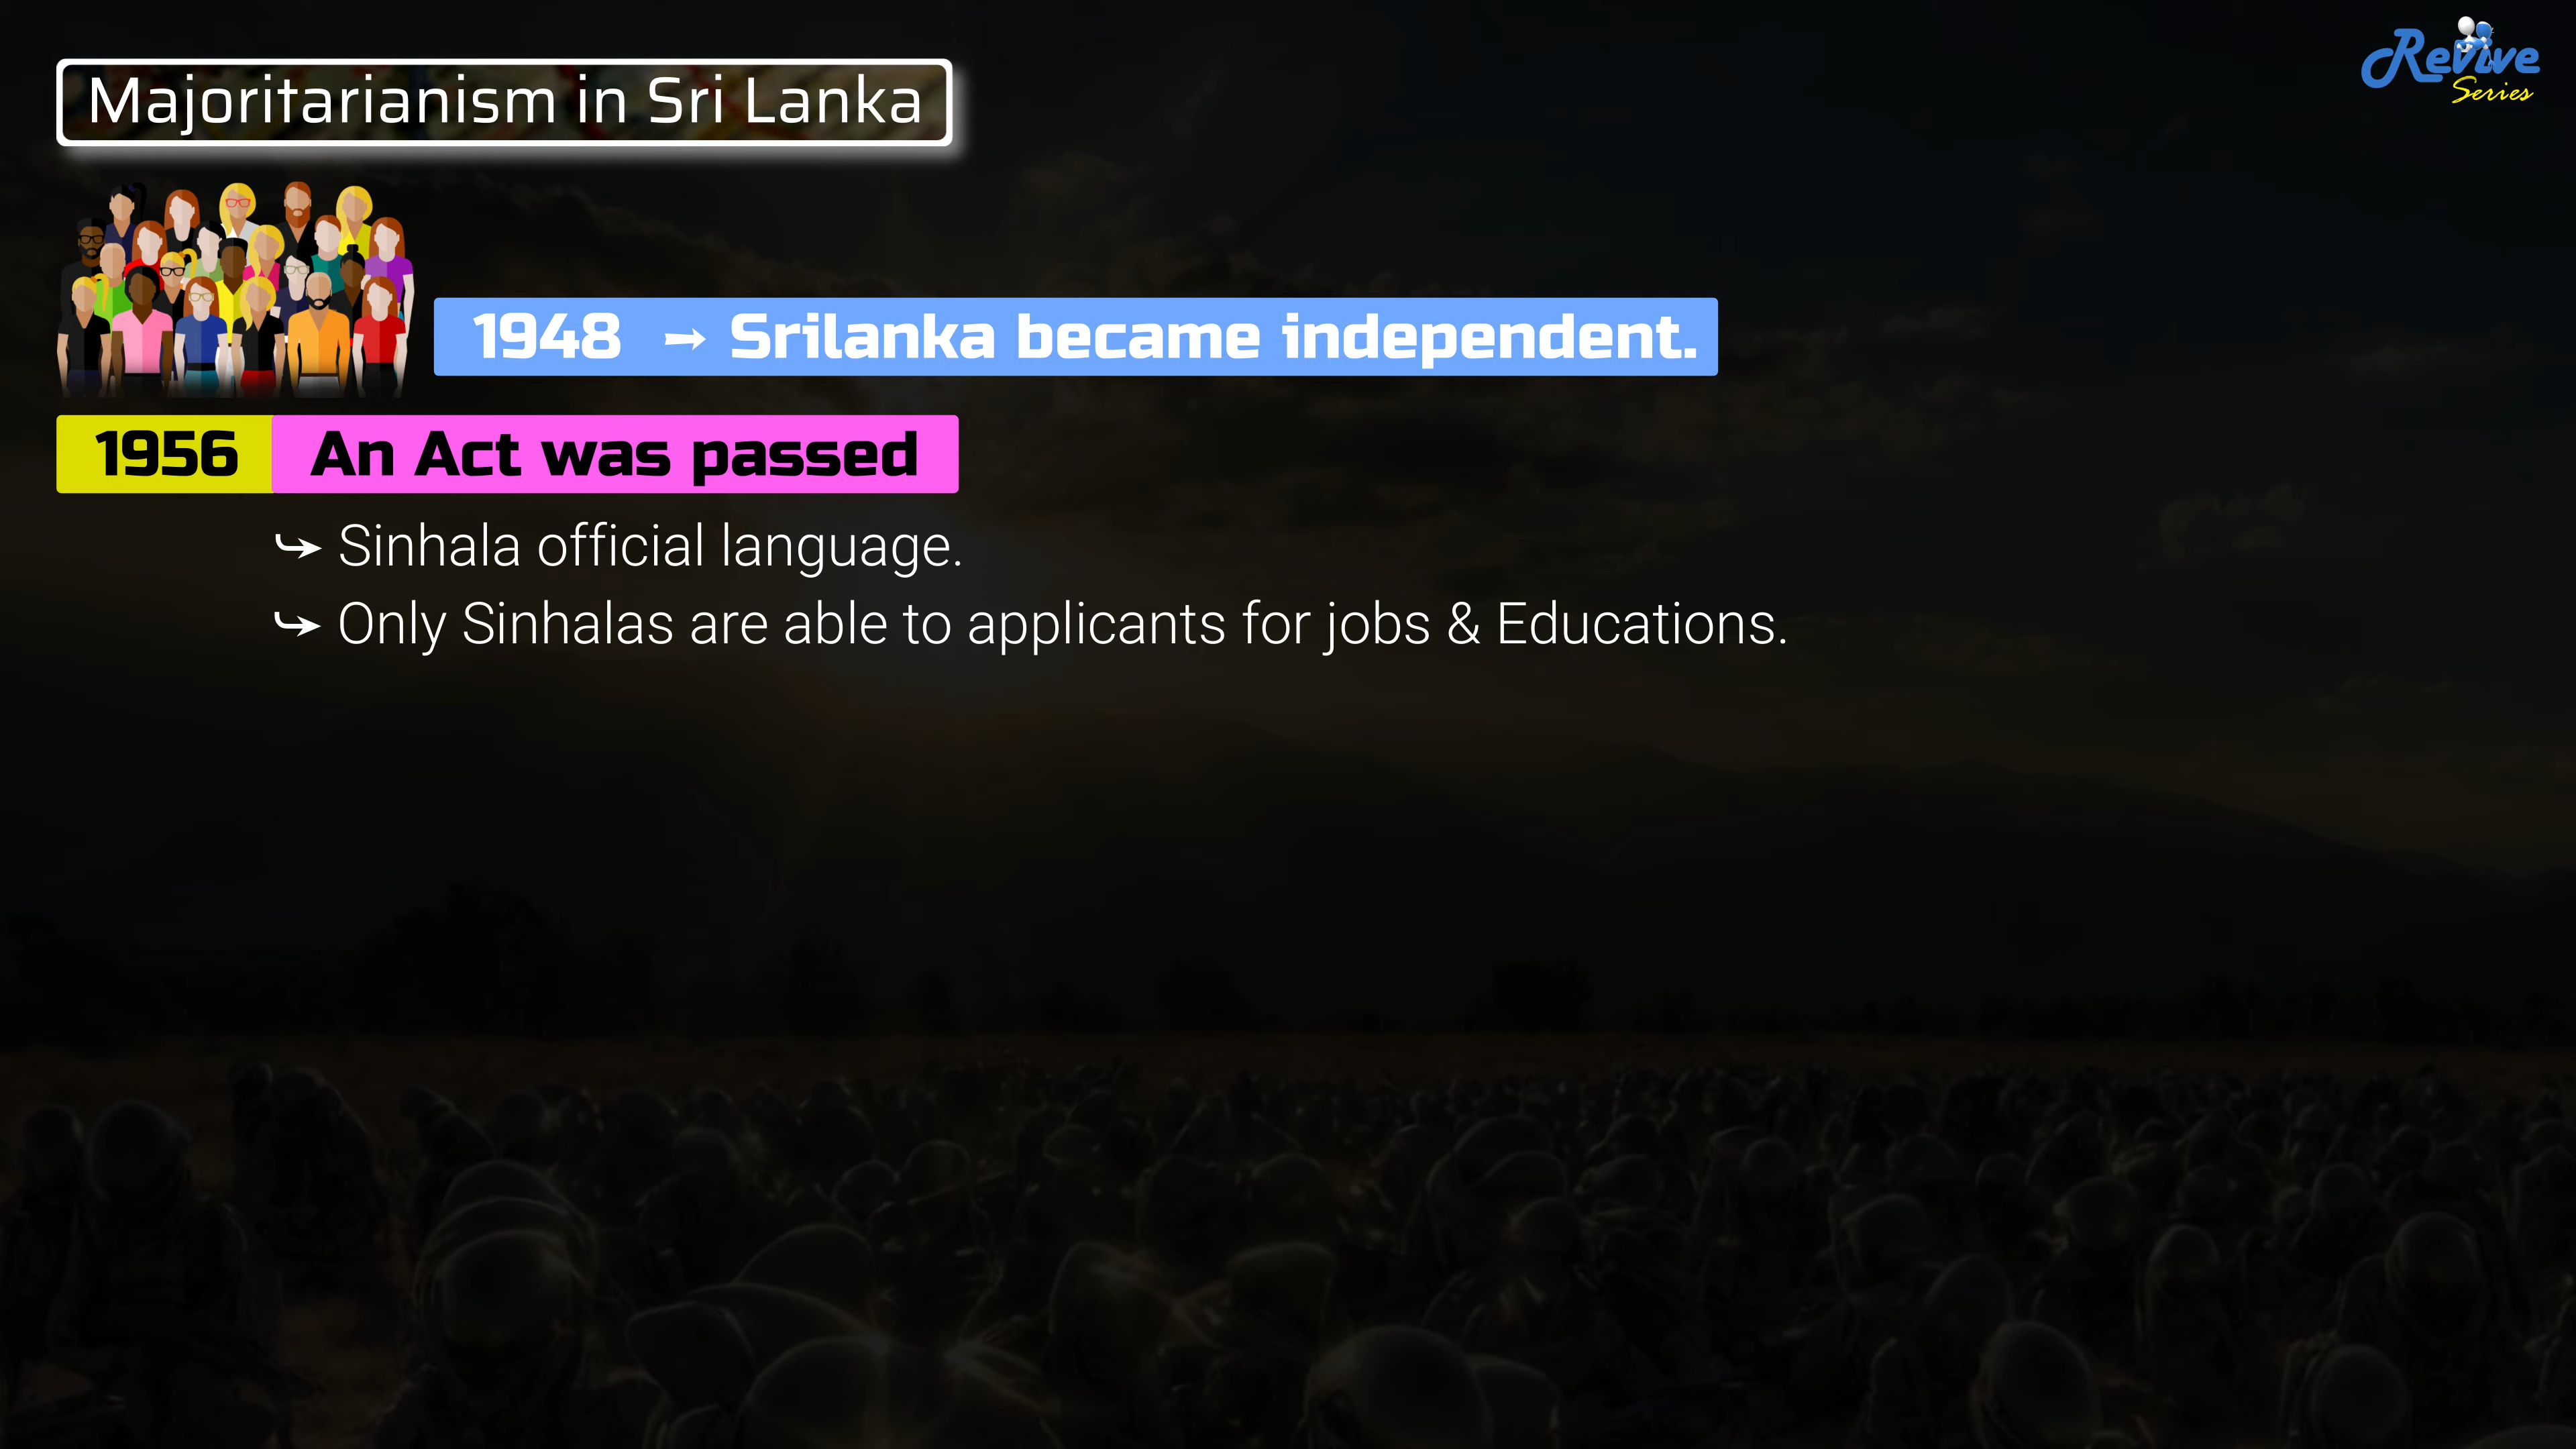 Revive
Series
Majoritarianism in Sri Lanka
1948 → Srilanka became independent.
1956 An Act was passed
Sinhala official language.
Only Sinhalas are able to applicants for jobs & Educations.